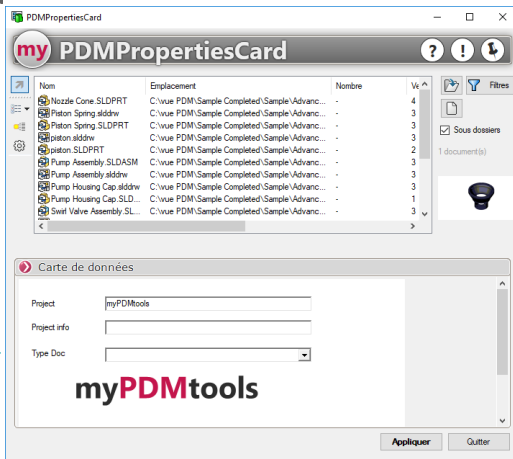 PDMPropertiesCard
my PDMPropertiesCard ? !
Nom Emplacement Nombre Ve
Nozzle Cone.SLDPRT C:\vue PDM\Sample Completed\Sample\Advanc... - 4
Piston Spring.slddrw C:\vue PDM\Sample Completed\Sample\Advanc... - 3
Piston Spring.SLDPRT C:\vue PDM\Sample Completed\Sample\Advanc... - 3
piston.slddrw C:\vue PDM\Sample Completed\Sample\Advanc... - 3
piston.SLDPRT C:\vue PDM\Sample Completed\Sample\Advanc... - 2
Pump Assembly.SLDASM C:\vue PDM\Sample Completed\Sample\Advanc... - 3
Pump Assembly.slddrw C:\vue PDM\Sample Completed\Sample\Advanc... - 3
Pump Housing Cap.slddrw C:\vue PDM\Sample Completed\Sample\Advanc... - 3
Pump Housing Cap.SLD... C:\vue PDM\Sample Completed\Sample\Advanc... - 1
Swirl Valve Assembly.SL... C:\vue PDM\Sample Completed\Sample\Advanc... - 3
Filtres
Sous dossiers
1 document(s)
Carte de données
Project myPDMtools
Project info
Type Doc
myPDMtools
Appliquer Quitter